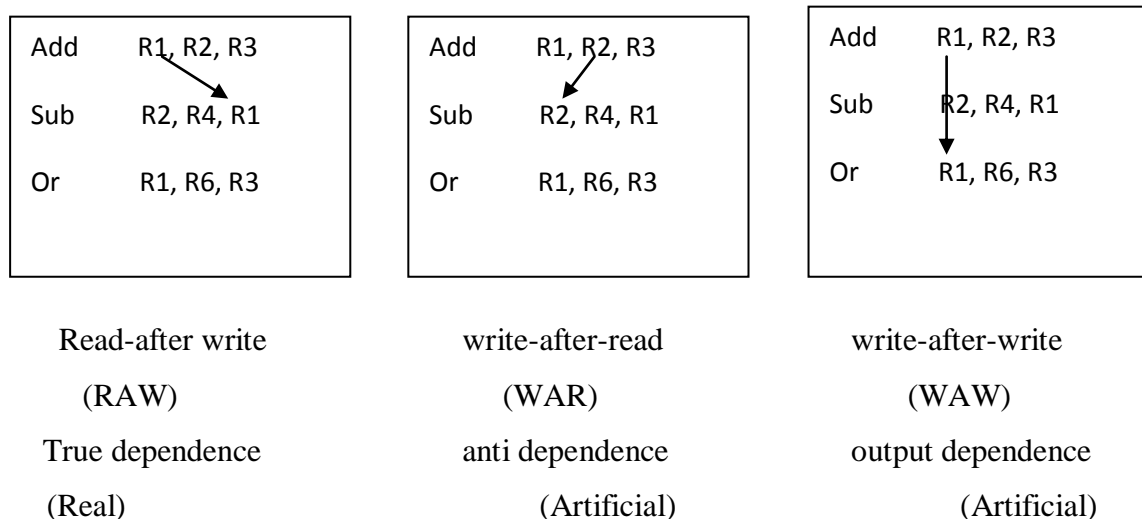 Add R1, R2, R3
Sub R2, R4, R1
Or R1, R6, R3
Add R1, R2, R3
Sub R2, R4, R1
Or R1, R6, R3
Add R1, R2, R3
Sub R2, R4, R1
Or R1, R6, R3
Read-after write
(RAW)
True dependence
(Real)
write-after-read
(WAR)
anti dependence
(Artificial)
write-after-write
(WAW)
output dependence
(Artificial)